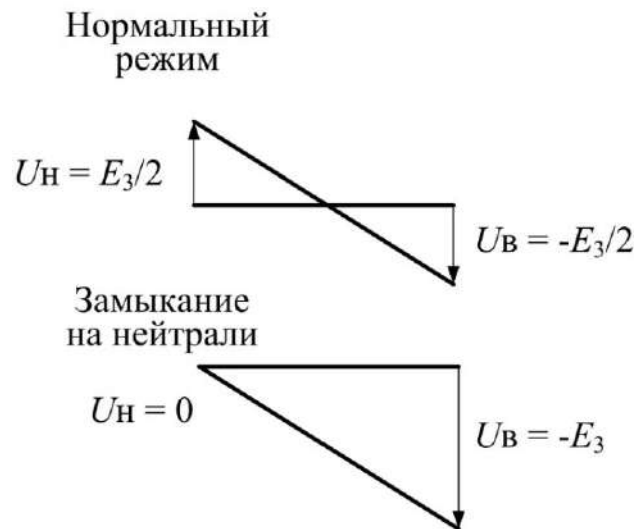 Нормальный
режим
Uн = E₃/2
Uв = -E₃/2
Замыкание
на нейтрали
Uн = 0
Uв = -E₃